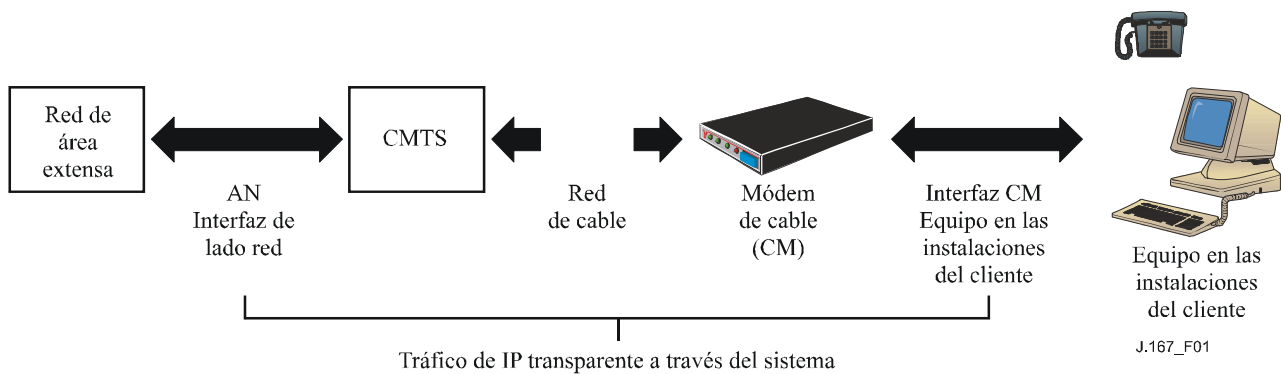 Red de
área
extensa
AN
Interfaz de
lado red
CMTS
Red
de cable
Módem
de cable
(CM)
Interfaz CM
Equipo en las
instalaciones
del cliente
Equipo en las
instalaciones
del cliente
Tráfico de IP transparente a través del sistema
J.167_F01